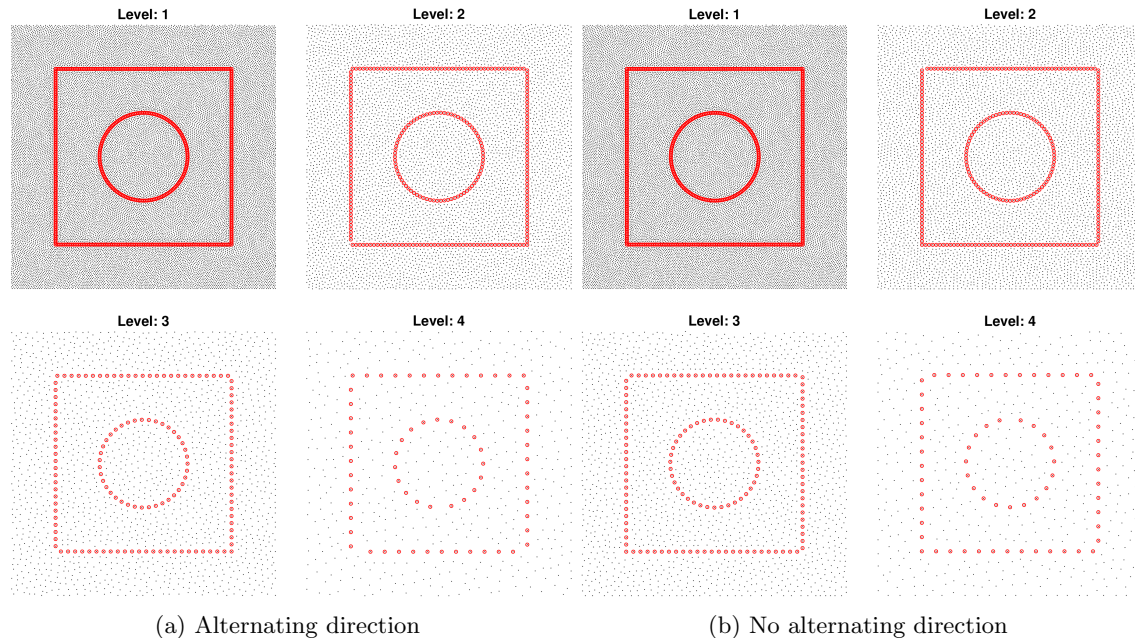 Level: 1
Level: 2
Level: 1
Level: 2
Level: 3
Level: 4
Level: 3
Level: 4
(a) Alternating direction
(b) No alternating direction